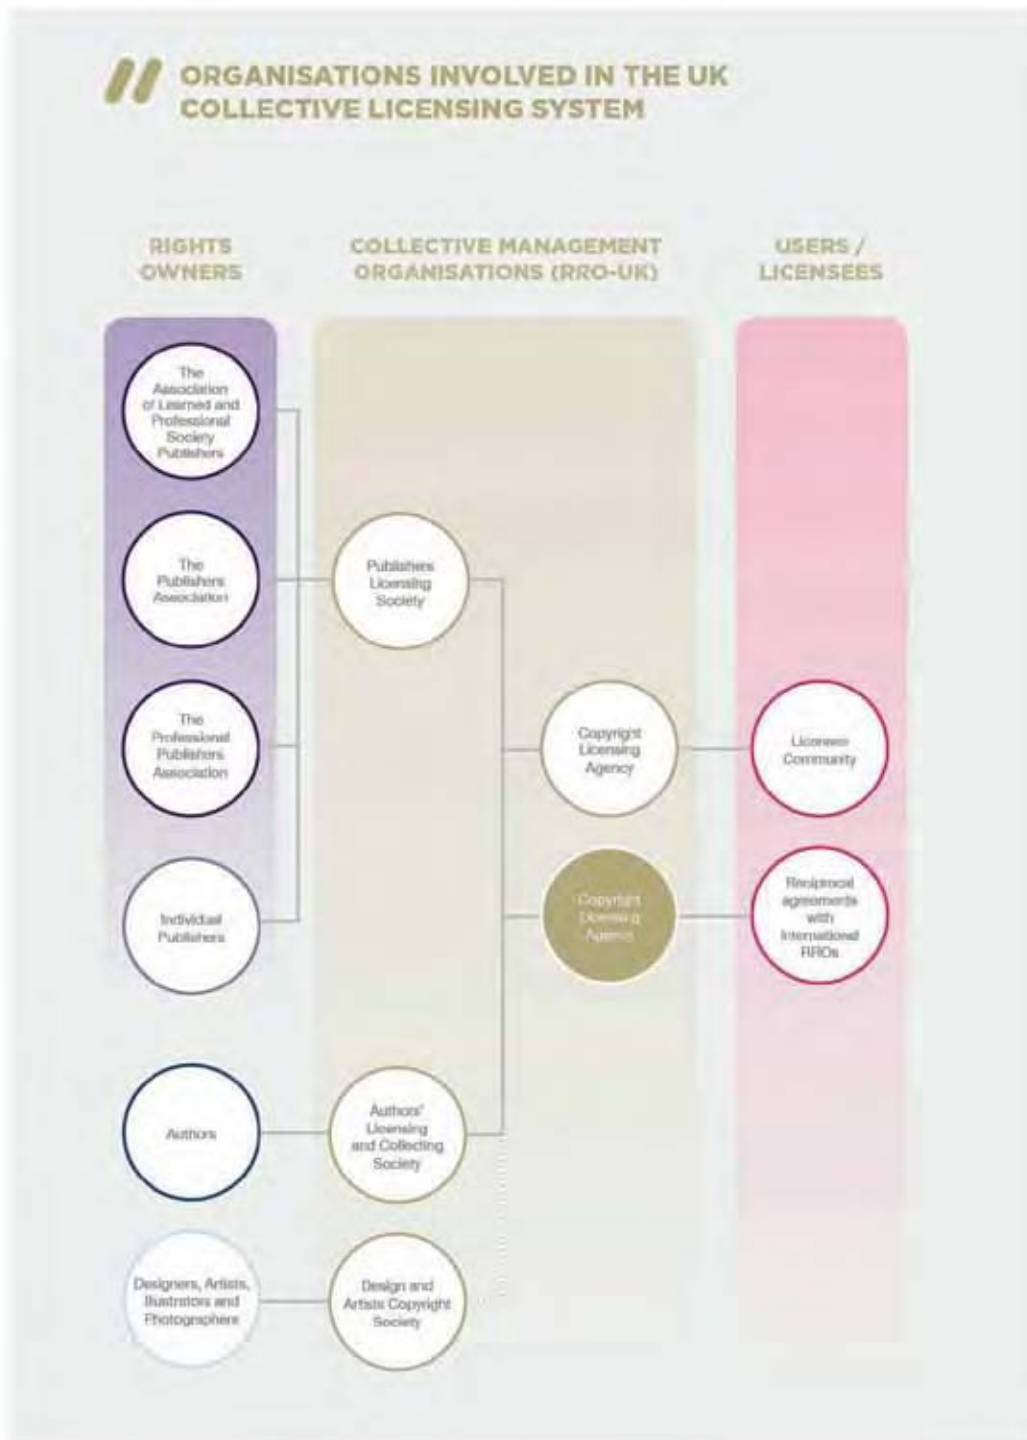 ORGANISATIONS INVOLVED IN THE UK
COLLECTIVE LICENSING SYSTEM
RIGHTS
OWNERS
COLLECTIVE MANAGEMENT
ORGANISATIONS (RRO-UK)
USERS /
LICENSEES
The
Association
of Learned and
Professional
Society
Publishers
The
Publishers
Association
Publishers
Licensing
Society
The
Professional
Publishers
Association
Copyright
Licensing
Agency
Licensee
Community
Individual
Publishers
Copyright
Licensing
Agency
Reciprocal
agreements
with
International
RROs
Authors
Authors'
Licensing
and Collecting
Society
Designers, Artists,
Illustrators and
Photographers
Design and
Artists Copyright
Society